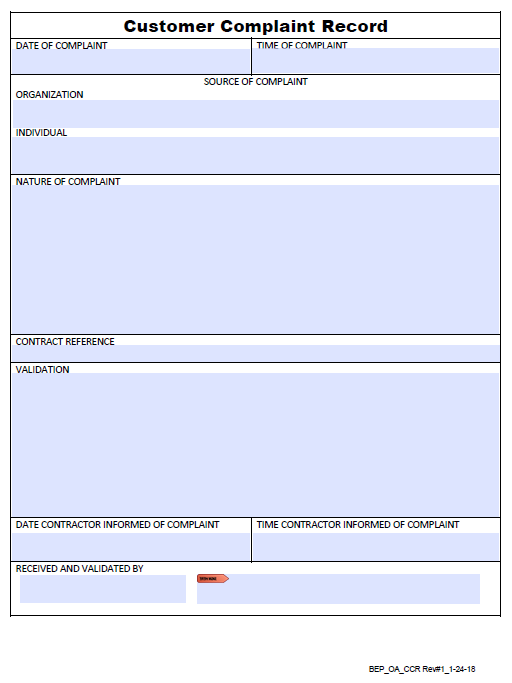 Customer Complaint Record
DATE OF COMPLAINT
TIME OF COMPLAINT
SOURCE OF COMPLAINT
ORGANIZATION
INDIVIDUAL
NATURE OF COMPLAINT
CONTRACT REFERENCE
VALIDATION
DATE CONTRACTOR INFORMED OF COMPLAINT
TIME CONTRACTOR INFORMED OF COMPLAINT
RECEIVED AND VALIDATED BY
BEP_OA_CCR Rev#1_1-24-18